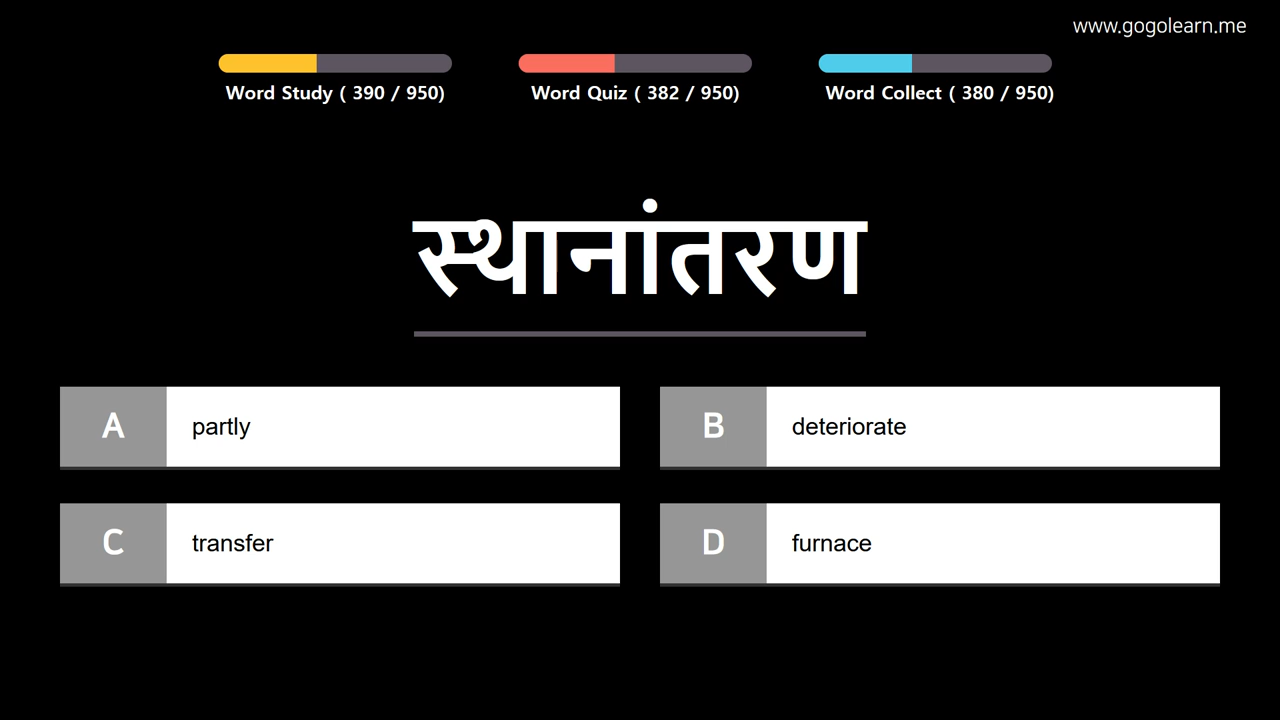 www.gogolearn.me
Word Study ( 390 / 950)
Word Quiz ( 382 / 950)
Word Collect ( 380 / 950)
स्थानांतरण
A partly
B deteriorate
C transfer
D furnace